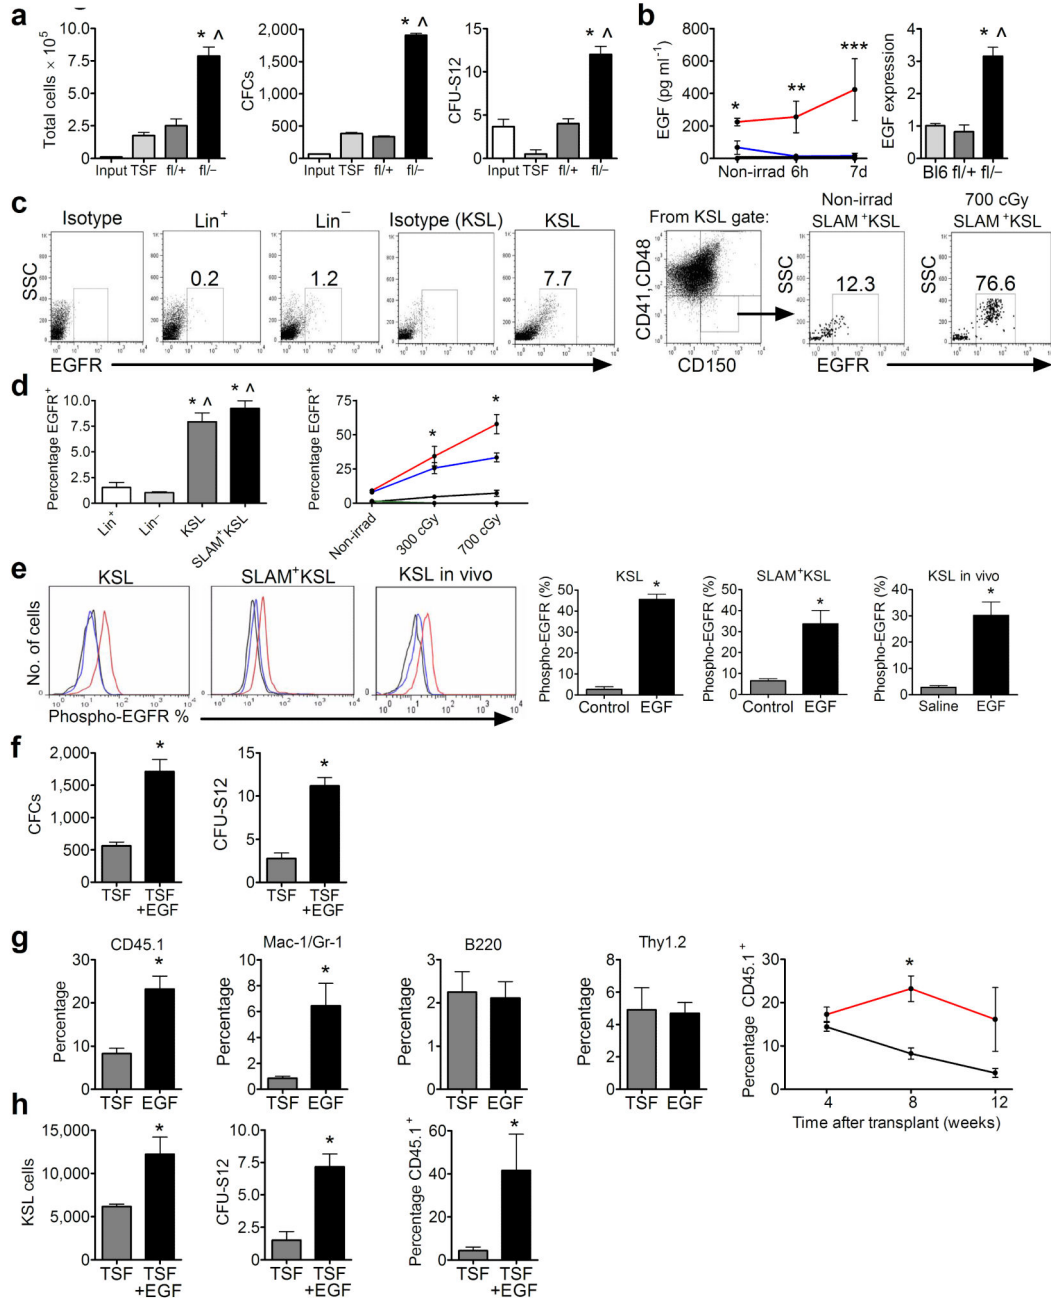 a
Total cells × 10⁵
10.0
7.5
5.0
2.5
0
* ^
Input TSF fl/+ fl/−
CFCs
2,000
1,500
1,000
500
0
* ^
Input TSF fl/+ fl/−
CFU-S12
15
10
5
0
* ^
Input TSF fl/+ fl/−
b
EGF (pg ml⁻¹)
800
600
400
200
0
*
**
***
Non-irrad 6h 7d
EGF expression
4
3
2
1
0
* ^
Bl6 fl/+ fl/−
c
Isotype
Lin⁺
Lin⁻
Isotype (KSL)
KSL
SSC
0.2
1.2
7.7
EGFR
From KSL gate:
CD41,CD48
CD150
Non-irrad
SLAM⁺KSL
SSC
12.3
700 cGy
SLAM⁺KSL
SSC
76.6
EGFR
d
Percentage EGFR⁺
10.0
7.5
5.0
2.5
0
* ^
* ^
Lin⁺
Lin⁻
KSL
SLAM⁺KSL
Percentage EGFR⁺
75
50
25
0
*
*
Non-irrad
300 cGy
700 cGy
e
KSL
SLAM⁺KSL
KSL in vivo
No. of cells
Phospho-EGFR %
KSL
Phospho-EGFR (%)
50
40
30
20
10
0
*
Control EGF
SLAM⁺KSL
Phospho-EGFR (%)
50
40
30
20
10
0
*
Control EGF
KSL in vivo
Phospho-EGFR (%)
40
30
20
10
0
*
Saline EGF
f
CFCs
2,000
1,500
1,000
500
0
*
TSF TSF
+EGF
CFU-S12
15
10
5
0
*
TSF TSF
+EGF
g
CD45.1
Percentage
30
20
10
0
*
TSF EGF
Mac-1/Gr-1
Percentage
10
8
6
4
2
0
*
TSF EGF
B220
Percentage
3
2
1
0
TSF EGF
Thy1.2
Percentage
8
6
4
2
0
TSF EGF
Percentage CD45.1⁺
30
20
10
0
*
4 8 12
Time after transplant (weeks)
h
KSL cells
15,000
10,000
5,000
0
*
TSF TSF
+EGF
CFU-S12
10.0
7.5
5.0
2.5
0
*
TSF TSF
+EGF
Percentage CD45.1⁺
60
40
20
0
*
TSF TSF
+EGF